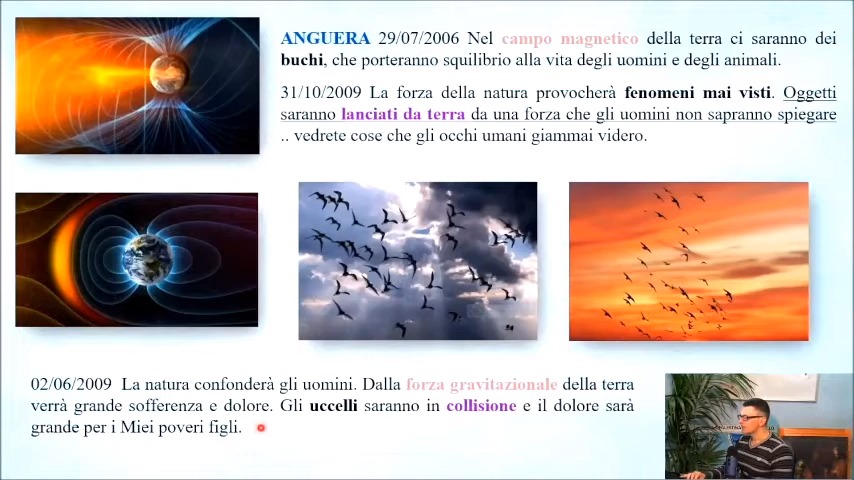 ANGUERA 29/07/2006 Nel campo magnetico della terra ci saranno dei
buchi, che porteranno squilibrio alla vita degli uomini e degli animali.
31/10/2009 La forza della natura provocherà fenomeni mai visti. Oggetti
saranno lanciati da terra da una forza che gli uomini non sapranno spiegare
.. vedrete cose che gli occhi umani giammai videro.
02/06/2009 La natura confonderà gli uomini. Dalla forza gravitazionale della terra
verrà grande sofferenza e dolore. Gli uccelli saranno in collisione e il dolore sarà
grande per i Miei poveri figli.